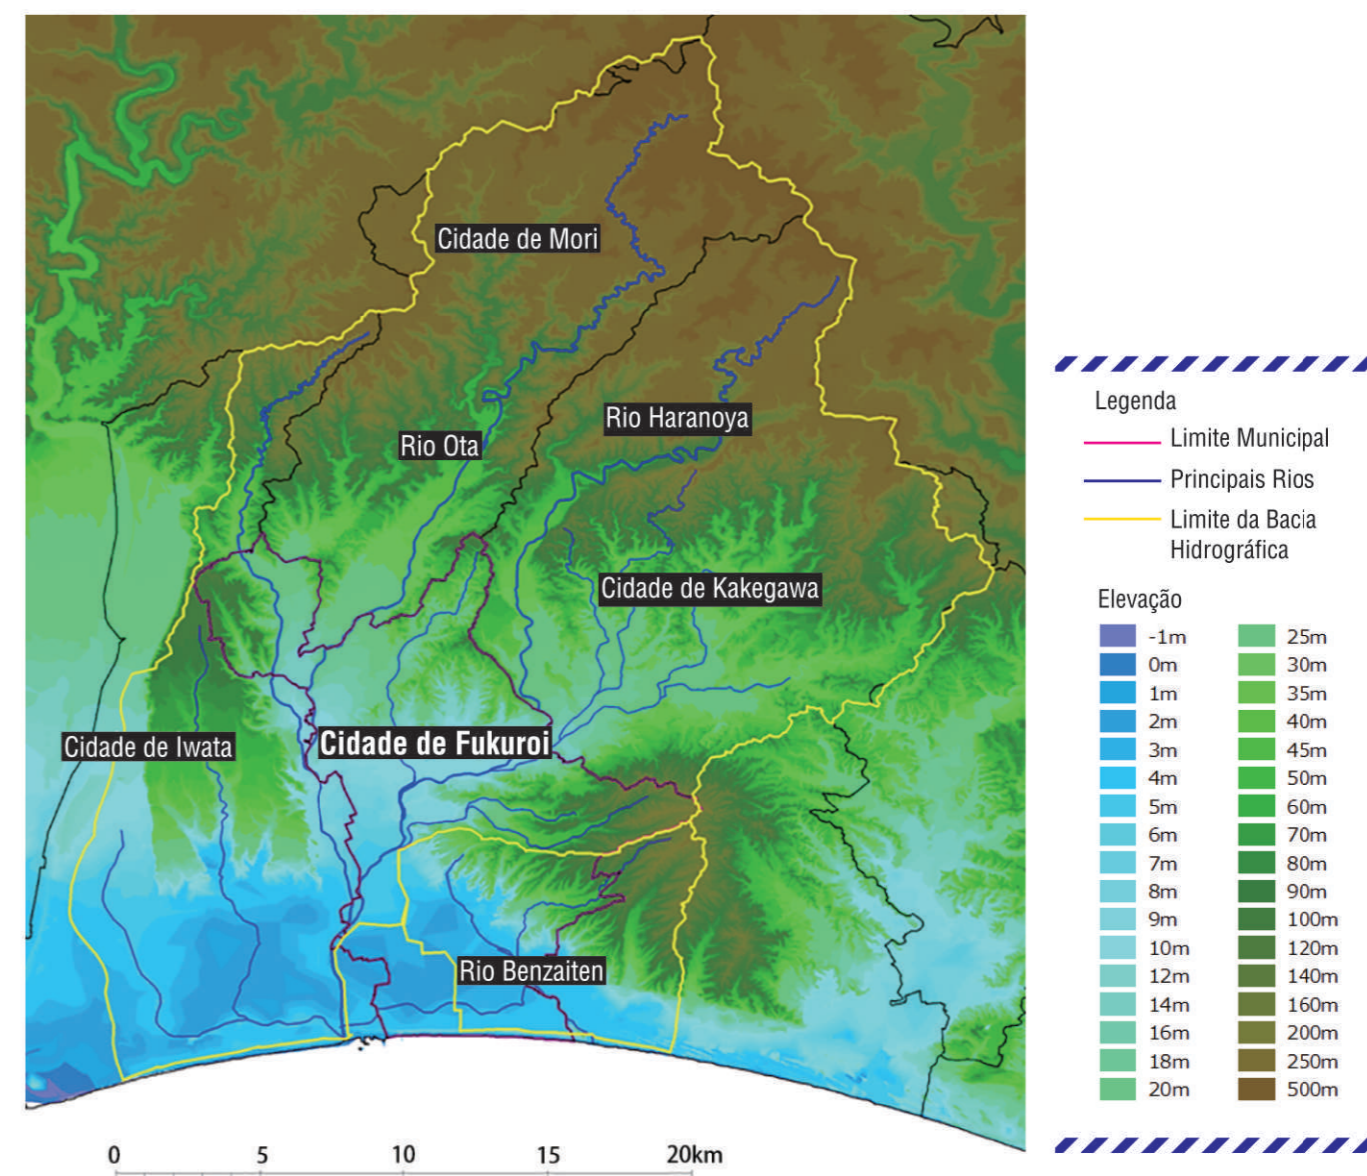 Cidade de Mori
Rio Haranoya
Rio Ota
Cidade de Kakegawa
Cidade de Iwata
Cidade de Fukuroi
Rio Benzaiten
0 5 10 15 20km
Legenda
Limite Municipal
Principais Rios
Limite da Bacia
Hidrográfica
Elevação
-1m 25m
0m 30m
1m 35m
2m 40m
3m 45m
4m 50m
5m 60m
6m 70m
7m 80m
8m 90m
9m 100m
10m 120m
12m 140m
14m 160m
16m 200m
18m 250m
20m 500m